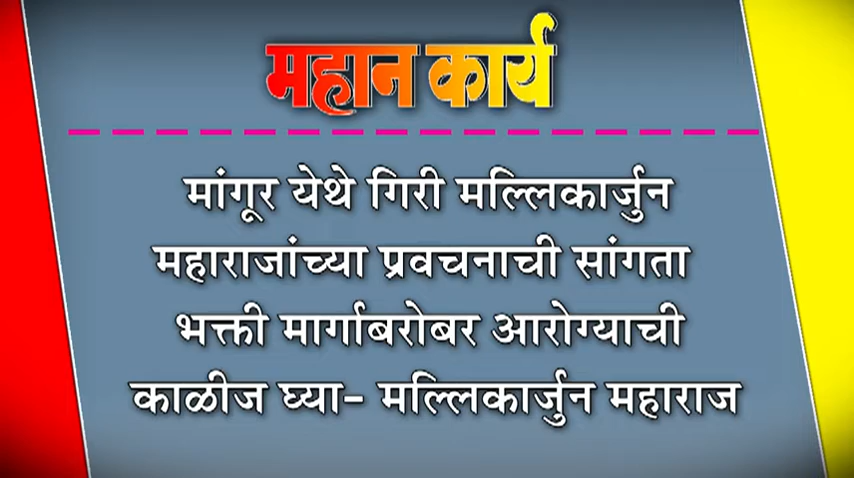 महान कार्य
मांगूर येथे गिरी मल्लिकार्जुन
महाराजांच्या प्रवचनाची सांगता
भक्ती मार्गाबरोबर आरोग्याची
काळीज घ्या- मल्लिकार्जुन महाराज